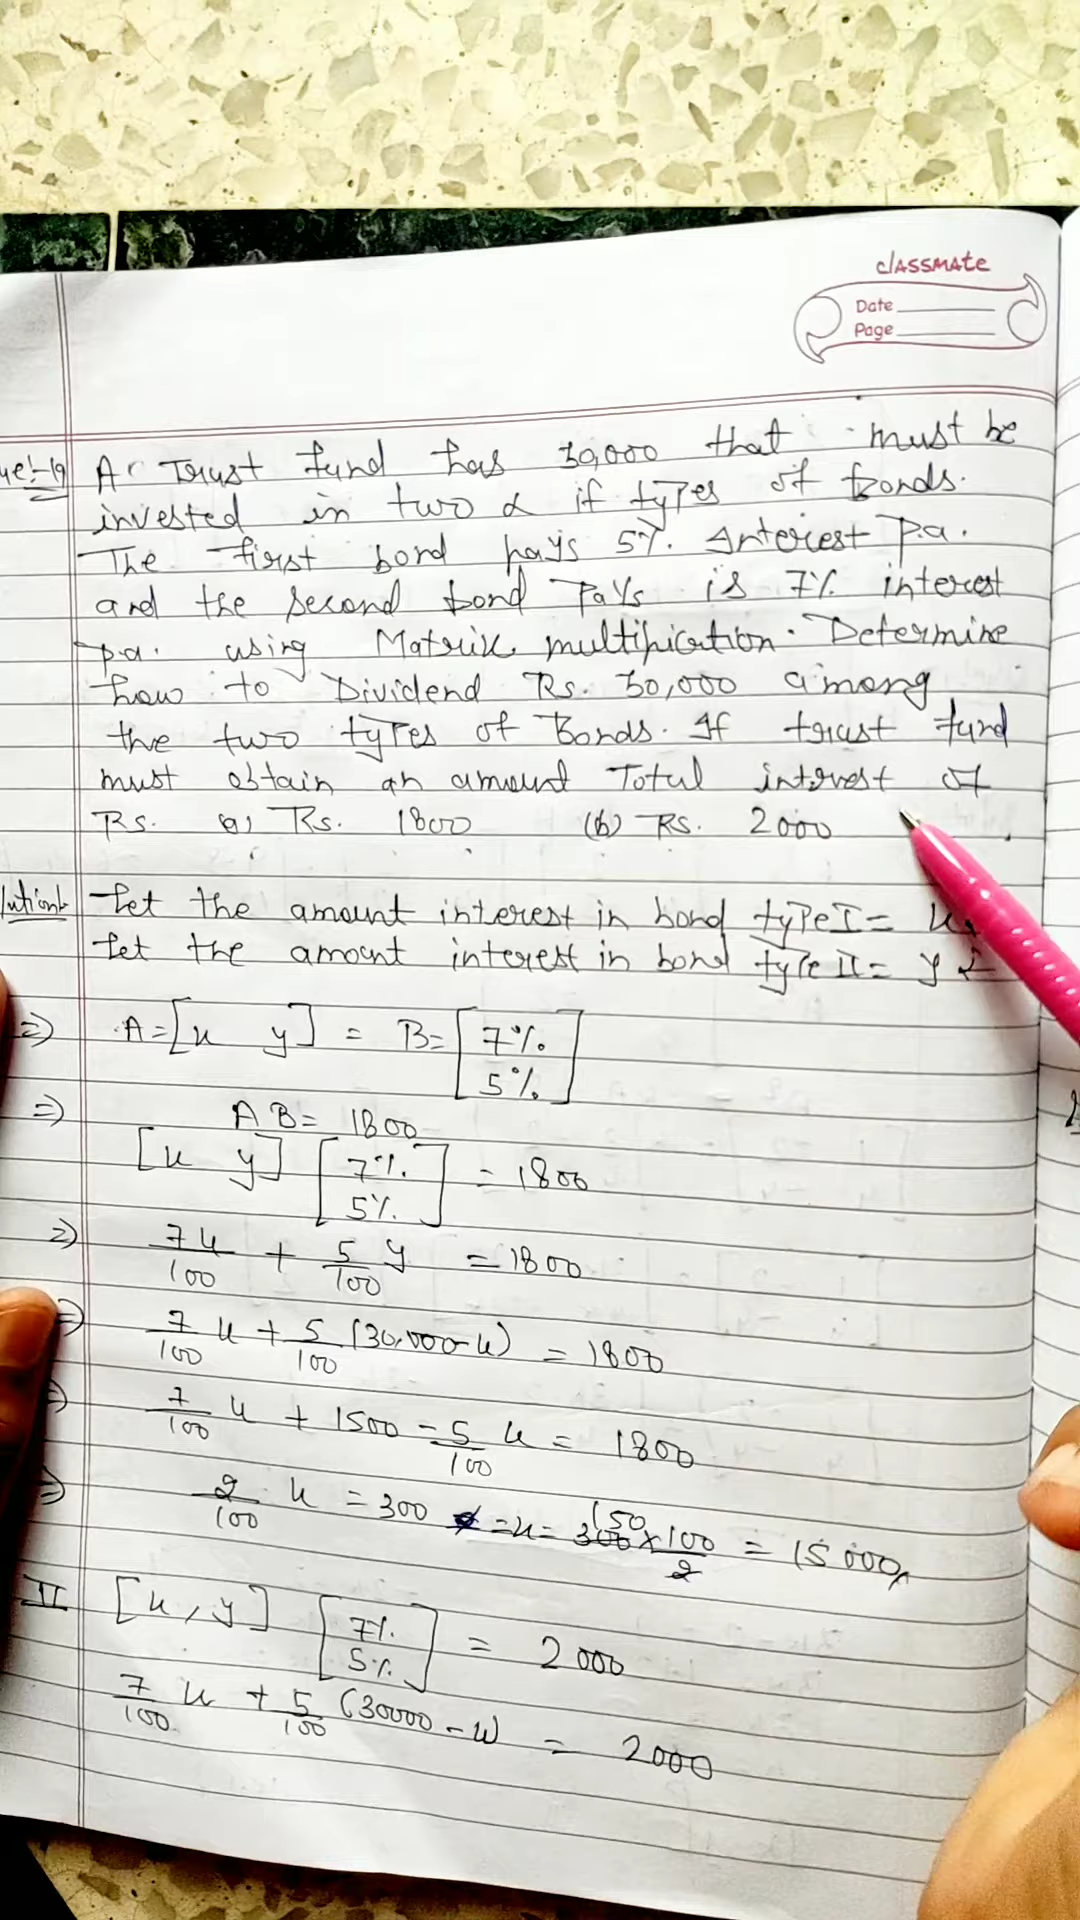 classmate
Date
Page
A Trust fund has 30,000 that must be
invested in two & if types of bonds.
The first bond pays 5% Interest p.a.
and the second bond Pays is 7% interest
p.a. using Matrix multiplication. Determine
how to Dividend Rs. 30,000 among
the two types of Bonds. If trust fund
must obtain an amount Total interest of
Rs. a) Rs. 1800 (b) Rs. 2000
lution:- Let the amount interest in bond type I = x
Let the amount interest in bond type II = y
=> A = [x y] = B = [7%
5%]
=> AB = 1800
[x y] [7%
5%] = 1800
=> 7x/100 + 5/100 y = 1800
=> 7/100 x + 5/100 (30,000-x) = 1800
=> 7/100 x + 1500 - 5/100 x = 1800
=> 2/100 x = 300 = x = 300 150 × 100/2 = 15000
II [x, y] [7%
5%] = 2000
7/100 x + 5/100 (30000 - x) = 2000